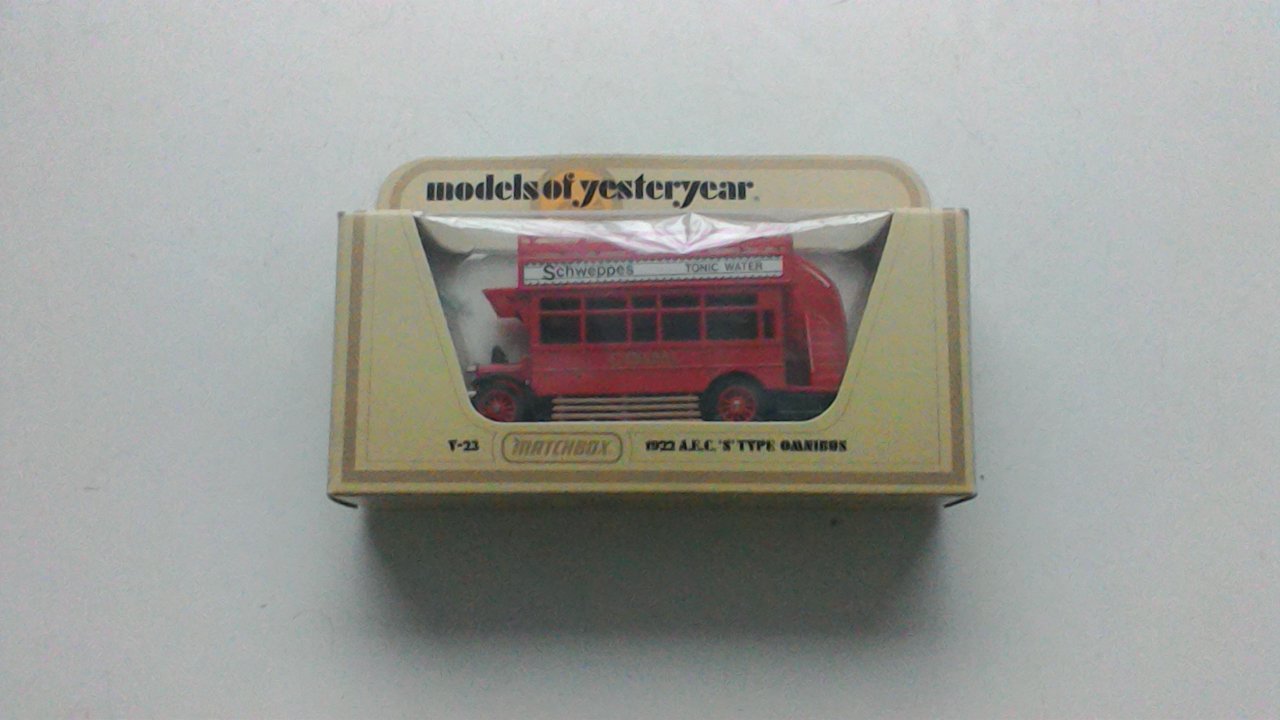 models of yesteryear
Schweppes TONIC WATER
Y-23 MATCHBOX 1922 A.E.C. 'S' TYPE OMNIBUS